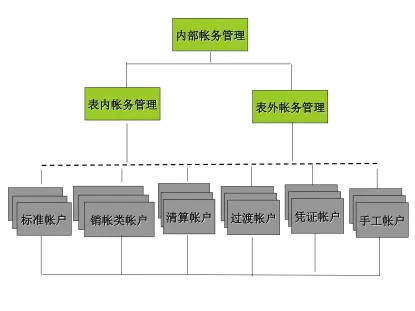 内部帐务管理
表内帐务管理
表外帐务管理
标准帐户
销帐类帐户
清算帐户
过渡帐户
凭证帐户
手工帐户